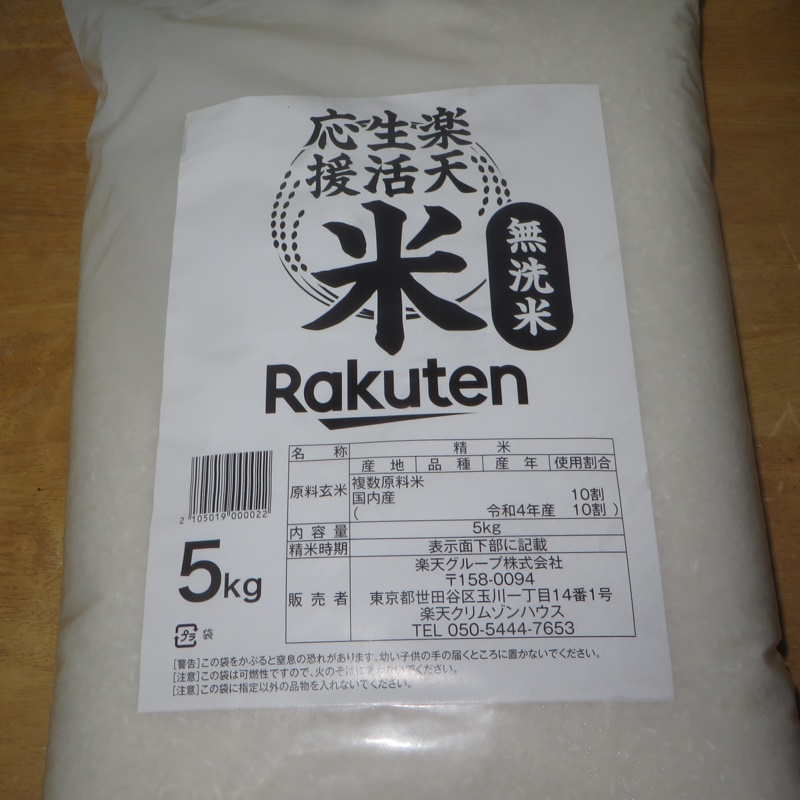 楽天
生活
応援
米
無洗米
Rakuten
名 称 精 米
原料玄米 産 地 品 種 産 年 使用割合
複数原料米
国内産 10割
( 令和4年産 10割 )
内 容 量 5kg
精米時期 表示面下部に記載
販 売 者 楽天グループ株式会社
〒158-0094
東京都世田谷区玉川一丁目14番1号
楽天クリムゾンハウス
TEL 050-5444-7653
2 105019 000022
5kg
プラ 袋
[警告]この袋をかぶると窒息の恐れがあります。幼い子供の手の届くところに置かないでください。
[注意]この袋は可燃性ですので、火のそばに置かないでください。
[注意]この袋に指定以外の品物を入れないでください。